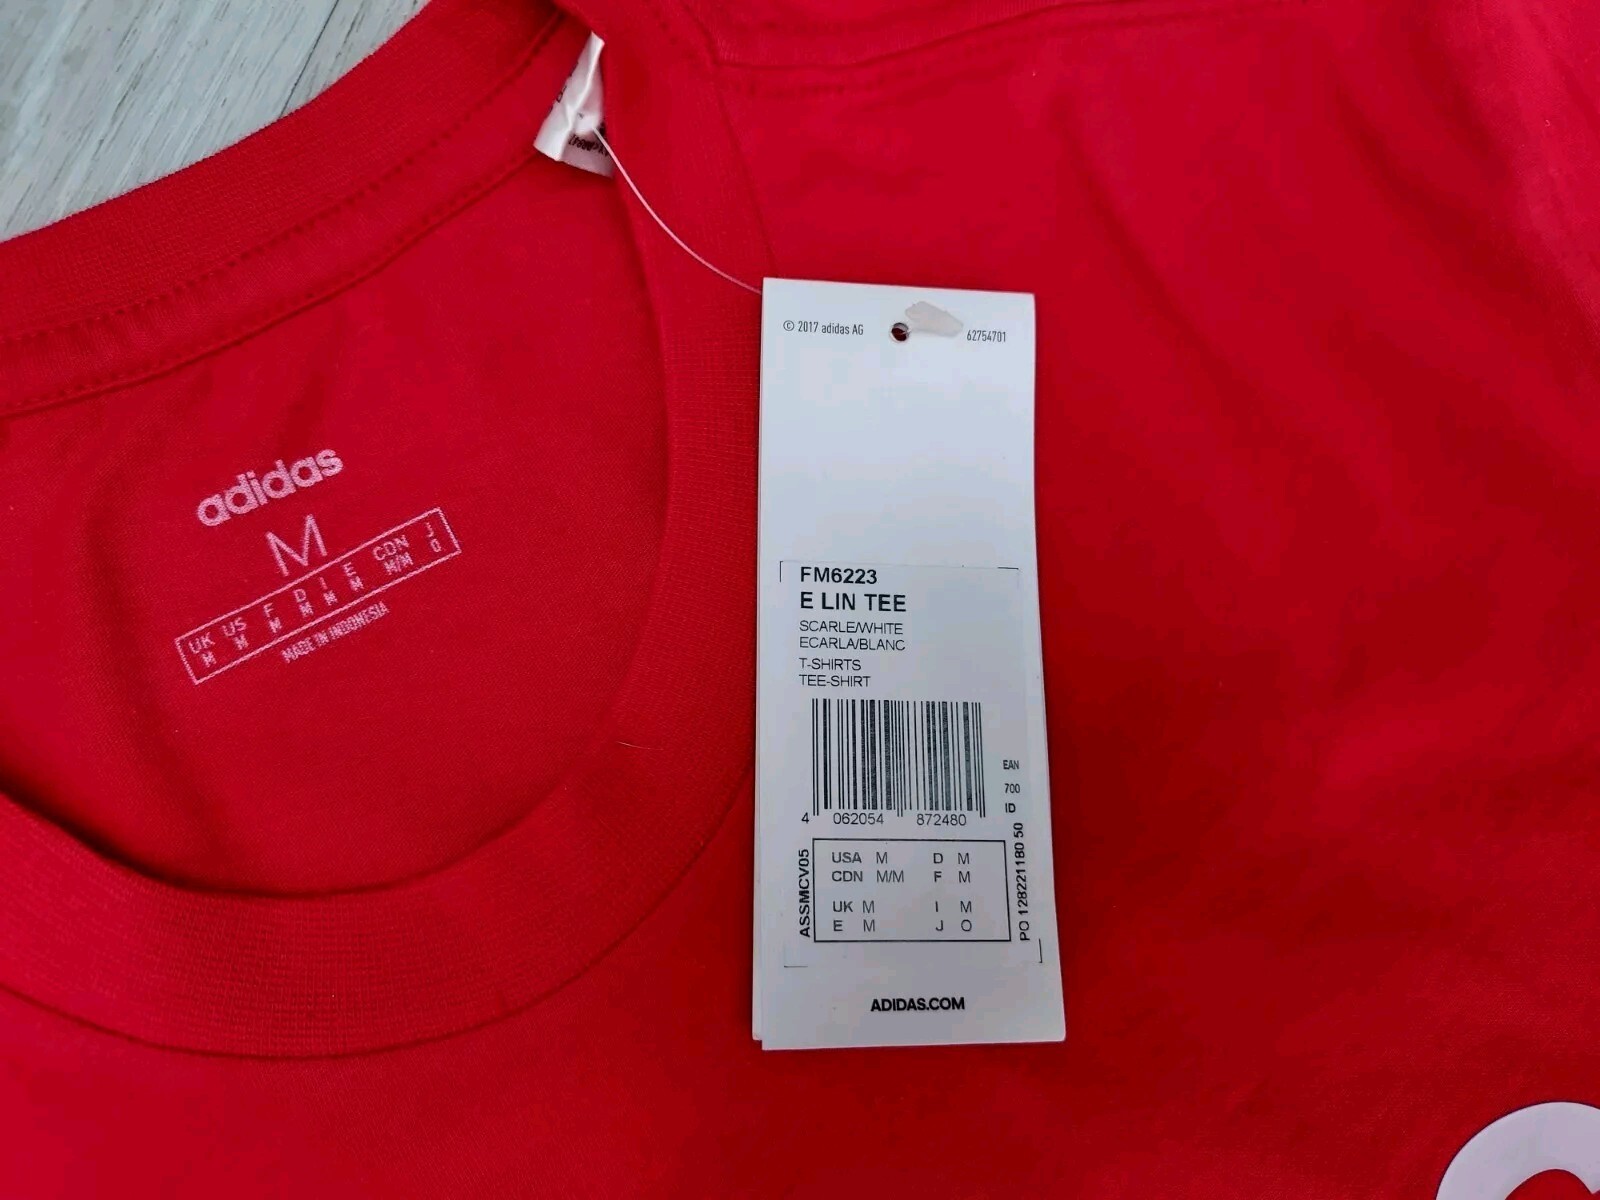 adidas
M
UK US F D I E CDN J
M M M M M M M/M O
MADE IN INDONESIA
© 2017 adidas AG
62754701
FM6223
E LIN TEE
SCARLE/WHITE
ECARLA/BLANC
T-SHIRTS
TEE-SHIRT
EAN
700
ID
4 062054 872480
ASSMCV05
USA M D M
CDN M/M F M
UK M I M
E M J O
PO 128221180 50
ADIDAS.COM